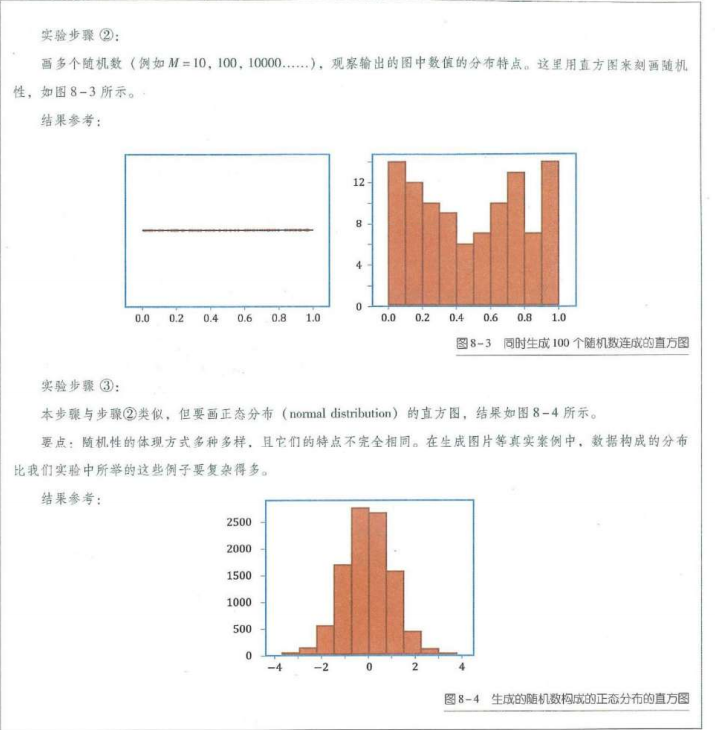 实验步骤 ②：
画多个随机数（例如 M = 10，100，10000……），观察输出的图中数值的分布特点。这里用直方图来刻画随机
性，如图 8-3 所示。
结果参考：
12
8
4
0
0.0 0.2 0.4 0.6 0.8 1.0
0.0 0.2 0.4 0.6 0.8 1.0
图 8-3 同时生成 100 个随机数连成的直方图
实验步骤 ③：
本步骤与步骤②类似，但要画正态分布（normal distribution）的直方图，结果如图 8-4 所示。
要点：随机性的体现方式多种多样，且它们的特点不完全相同。在生成图片等真实案例中，数据构成的分布
比我们实验中所举的这些例子要复杂得多。
结果参考：
2500
2000
1500
1000
500
0
-4 -2 0 2 4
图 8-4 生成的随机数构成的正态分布的直方图